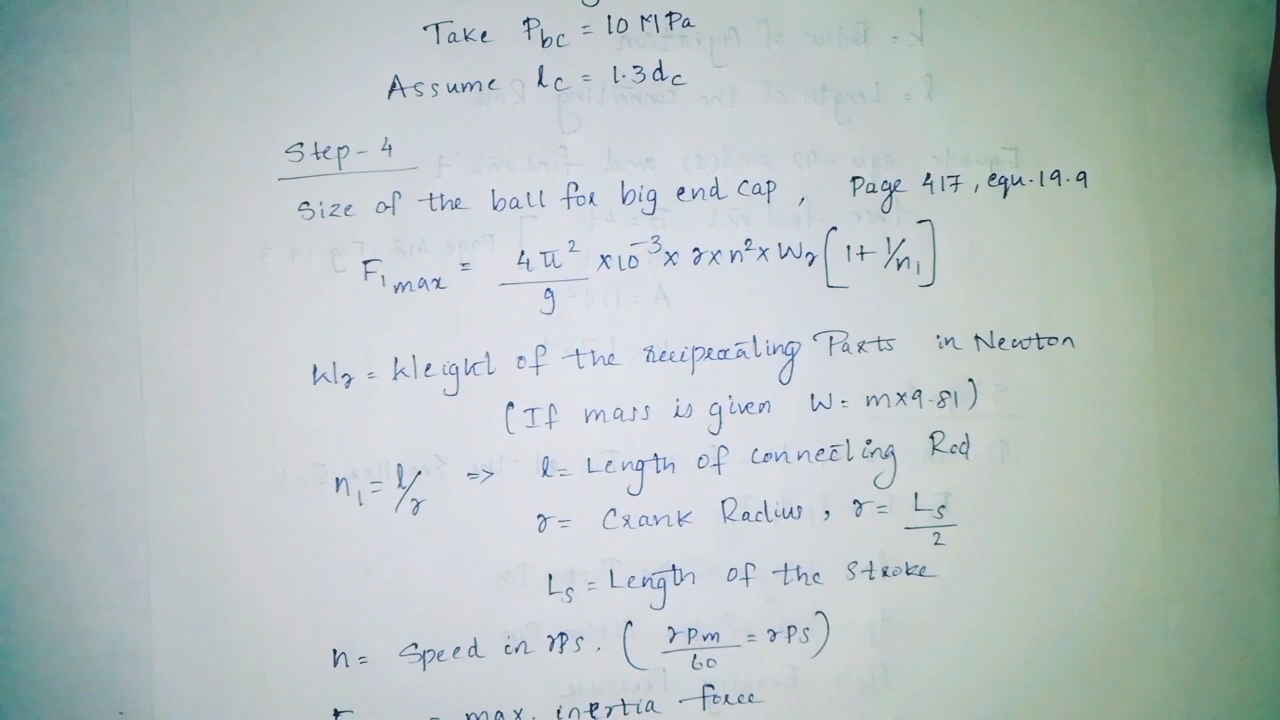 Take Pbc = 10 MPa
Assume lc = 1.3dc
Step-4
Size of the ball for big end cap, Page 417, equ.19.9
F1max = 4π²/g × 10⁻³ × r × n² × Wr [1 + 1/n1]
Wr = Weight of the reciprocating Parts in Newton
(If mass is given W = m×9.81)
n1 = l/r => l = Length of connecting Rod
r = Crank Radius, r = Ls/2
Ls = Length of the stroke
n = Speed in rps. (rpm/60 = rps)
max. inertia force